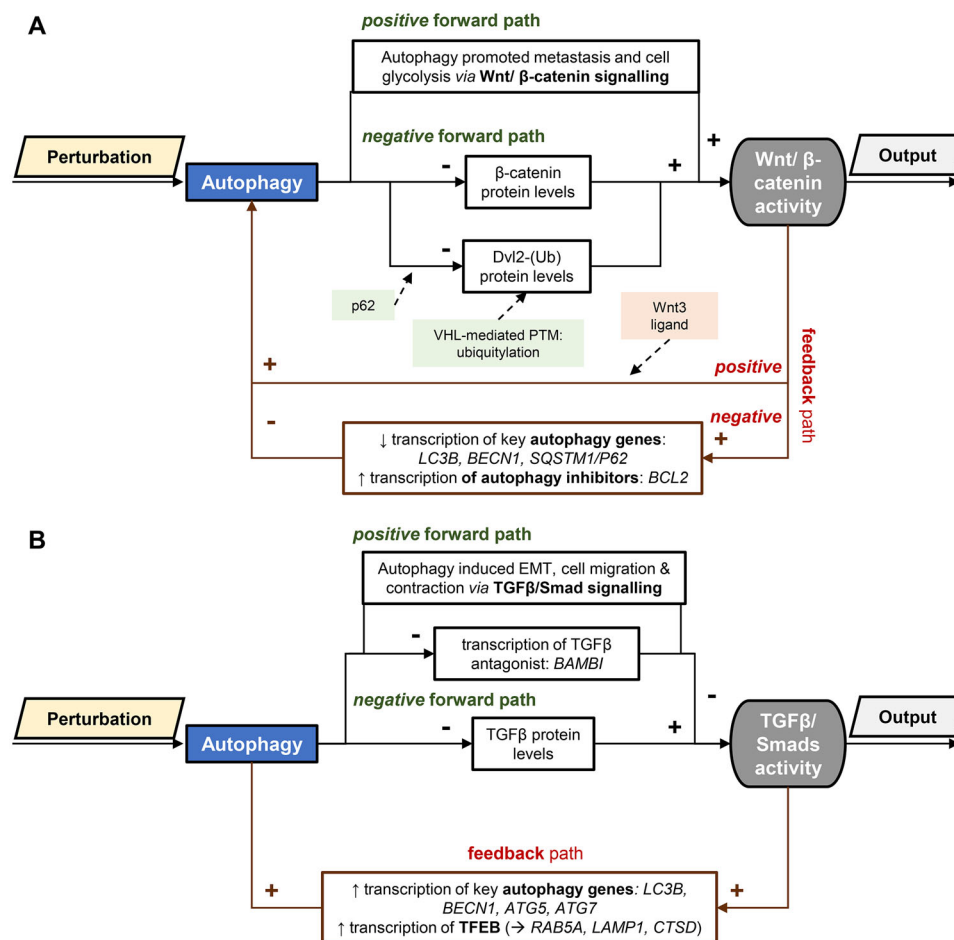 A
positive forward path
Autophagy promoted metastasis and cell
glycolysis via Wnt/ β-catenin signalling
Perturbation
negative forward path
+
Output
Autophagy
-
β-catenin
protein levels
+
Wnt/ β-
catenin
activity
-
Dvl2-(Ub)
protein levels
p62
VHL-mediated PTM:
ubiquitylation
Wnt3
ligand
+
positive
feedback path
-
negative
+
↓ transcription of key autophagy genes:
LC3B, BECN1, SQSTM1/P62
↑ transcription of autophagy inhibitors: BCL2
B
positive forward path
Autophagy induced EMT, cell migration &
contraction via TGFβ/Smad signalling
-
transcription of TGFβ
antagonist: BAMBI
Perturbation
negative forward path
-
Output
Autophagy
-
TGFβ protein
levels
+
TGFβ/
Smads
activity
feedback path
+
↑ transcription of key autophagy genes: LC3B,
BECN1, ATG5, ATG7
↑ transcription of TFEB (→ RAB5A, LAMP1, CTSD)
+